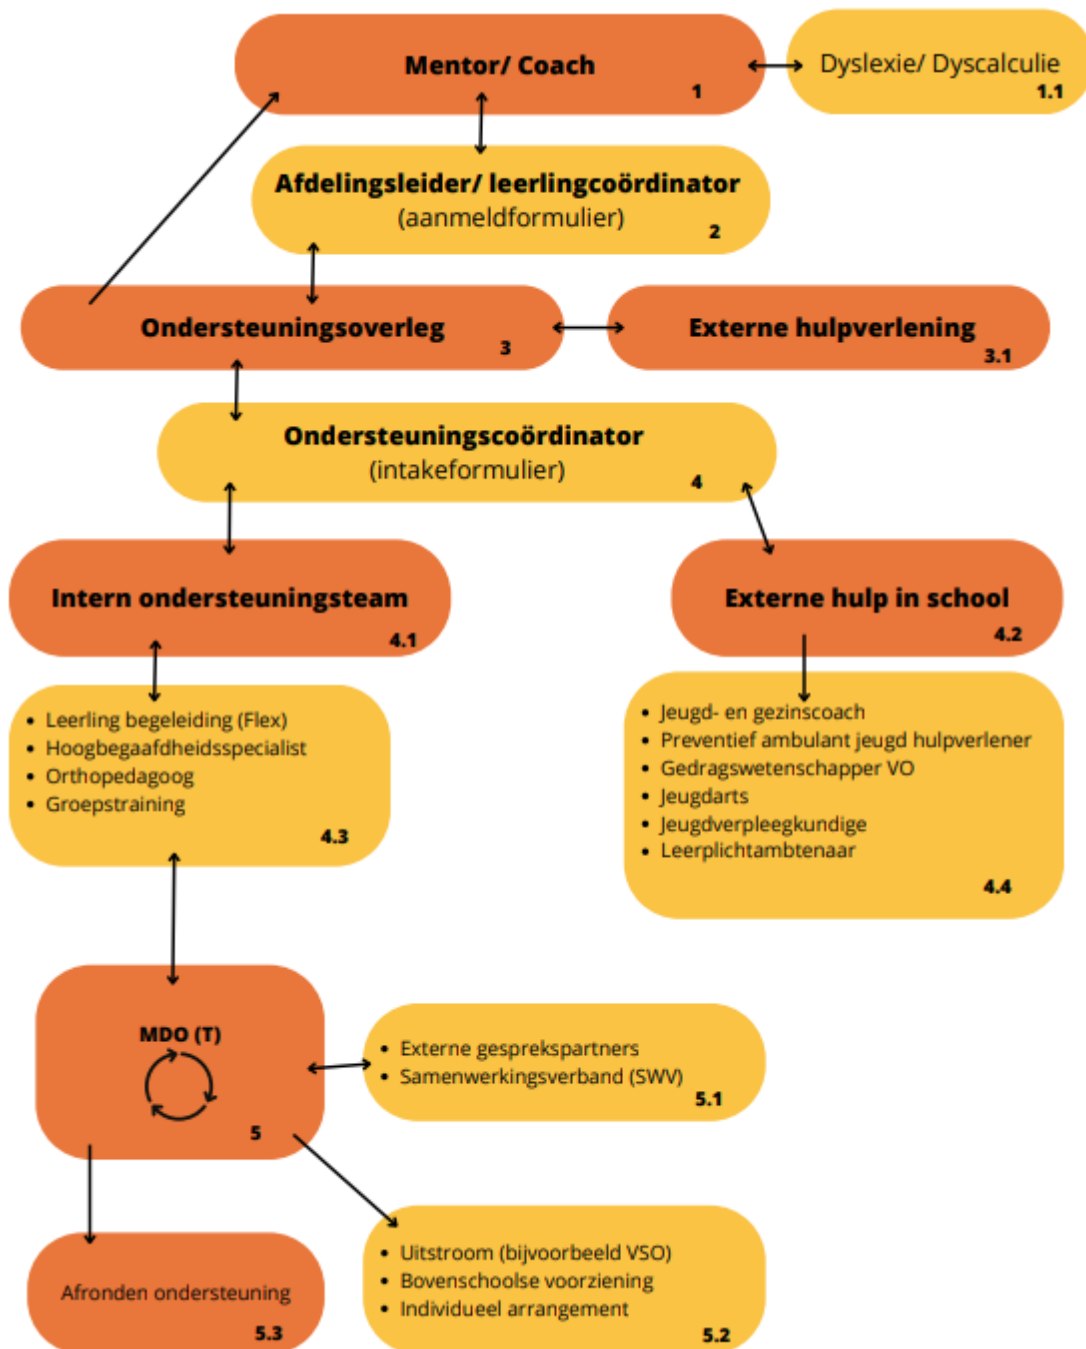 Mentor/ Coach
1
Dyslexie/ Dyscalculie
1.1
Afdelingsleider/ leerlingcoördinator
(aanmeldformulier)
2
Ondersteuningsoverleg
3
Externe hulpverlening
3.1
Ondersteuningscoördinator
(intakeformulier)
4
Intern ondersteuningsteam
4.1
Externe hulp in school
4.2
• Leerling begeleiding (Flex)
• Hoogbegaafdheidsspecialist
• Orthopedagoog
• Groepstraining
4.3
• Jeugd- en gezinscoach
• Preventief ambulant jeugd hulpverlener
• Gedragswetenschapper VO
• Jeugdarts
• Jeugdverpleegkundige
• Leerplichtambtenaar
4.4
MDO (T)
5
• Externe gesprekspartners
• Samenwerkingsverband (SWV)
5.1
• Uitstroom (bijvoorbeeld VSO)
• Bovenschoolse voorziening
• Individueel arrangement
5.2
Afronden ondersteuning
5.3